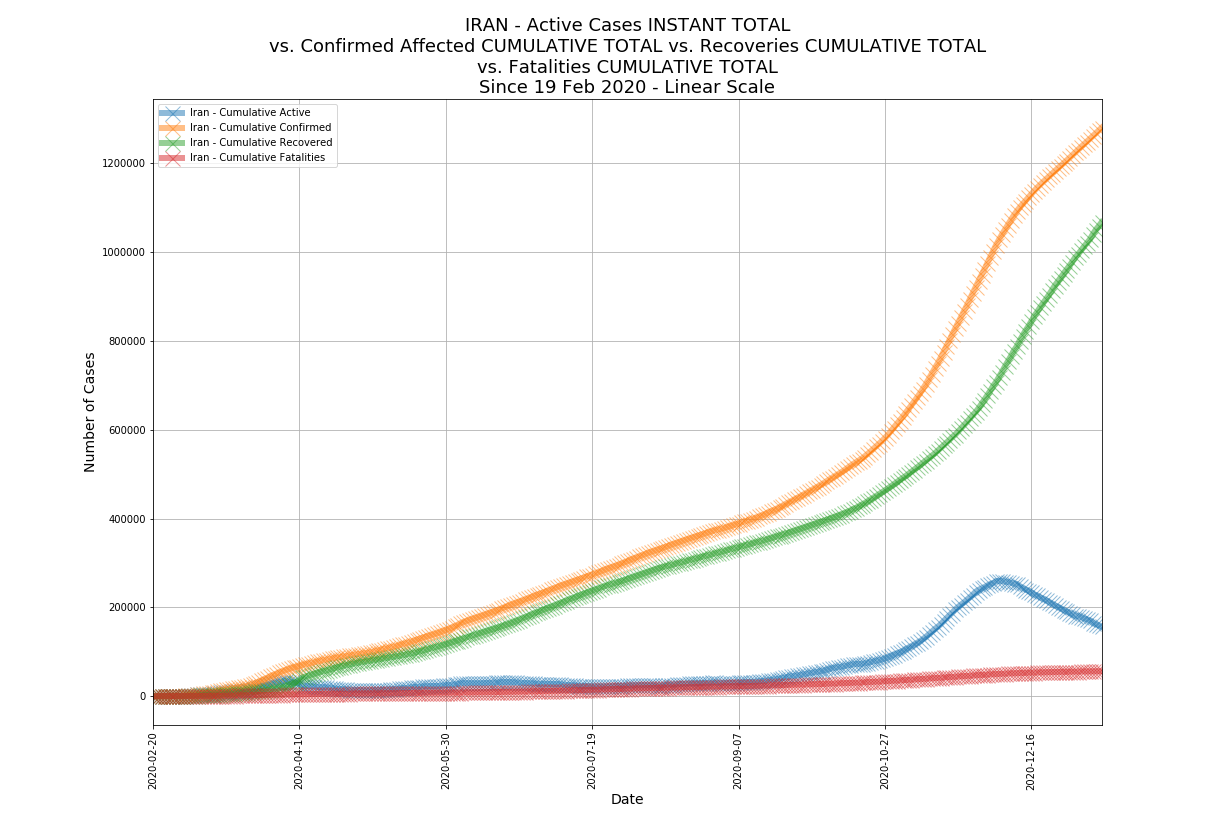 IRAN - Active Cases INSTANT TOTAL
vs. Confirmed Affected CUMULATIVE TOTAL vs. Recoveries CUMULATIVE TOTAL
vs. Fatalities CUMULATIVE TOTAL
Since 19 Feb 2020 - Linear Scale
Iran - Cumulative Active
Iran - Cumulative Confirmed
Iran - Cumulative Recovered
Iran - Cumulative Fatalities
Number of Cases
1200000
1000000
800000
600000
400000
200000
0
2020-02-20
2020-04-10
2020-05-30
2020-07-19
2020-09-07
2020-10-27
2020-12-16
Date